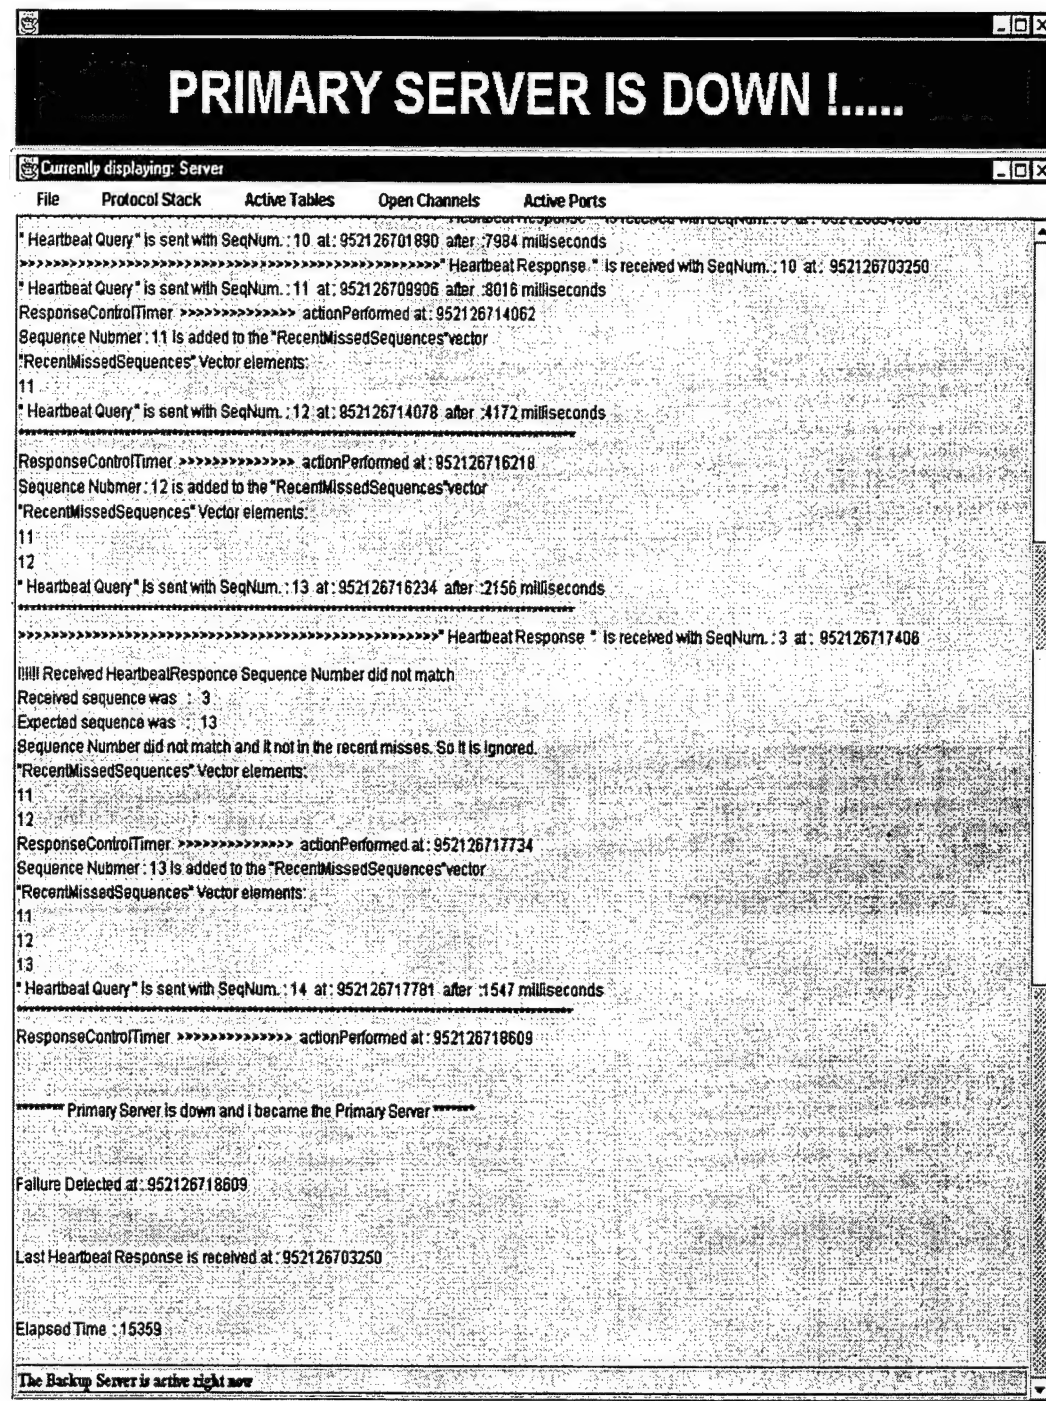 PRIMARY SERVER IS DOWN !.....
Currently displaying: Server
File Protocol Stack Active Tables Open Channels Active Ports
" Heartbeat Query " is sent with SeqNum. : 10 at : 952126701890 after :7984 milliseconds
>>>>>>>>>>>>>>>>>>>>>>>>>>>>>>>>>>>>>>>>>>>>>>>>>>>" Heartbeat Response " is received with SeqNum. : 10 at : 952126703250
" Heartbeat Query " is sent with SeqNum. : 11 at : 952126709906 after :8016 milliseconds
ResponseControlTimer >>>>>>>>>>>>>> actionPerformed at : 952126714062
Sequence Nubmer : 11 is added to the "RecentMissedSequences"vector
"RecentMissedSequences" Vector elements:
11
" Heartbeat Query " is sent with SeqNum. : 12 at : 952126714078 after :4172 milliseconds
********************************************************************************
ResponseControlTimer >>>>>>>>>>>>>> actionPerformed at : 952126716218
Sequence Nubmer : 12 is added to the "RecentMissedSequences"vector
"RecentMissedSequences" Vector elements:
11
12
" Heartbeat Query " is sent with SeqNum. : 13 at : 952126716234 after :2156 milliseconds
********************************************************************************
>>>>>>>>>>>>>>>>>>>>>>>>>>>>>>>>>>>>>>>>>>>>>>>>>>>" Heartbeat Response " is received with SeqNum. : 3 at : 952126717406
!!!!!! Received HeartbeatResponce Sequence Number did not match
Received sequence was : 3
Expected sequence was : 13
Sequence Number did not match and it not in the recent misses. So it is ignored.
"RecentMissedSequences" Vector elements:
11
12
ResponseControlTimer >>>>>>>>>>>>>> actionPerformed at : 952126717734
Sequence Nubmer : 13 is added to the "RecentMissedSequences"vector
"RecentMissedSequences" Vector elements:
11
12
13
" Heartbeat Query " is sent with SeqNum. : 14 at : 952126717781 after :1547 milliseconds
********************************************************************************
ResponseControlTimer >>>>>>>>>>>>>> actionPerformed at : 952126718609
******** Primary Server is down and I became the Primary Server *******
Failure Detected at : 952126718609
Last Heartbeat Response is received at : 952126703250
Elapsed Time : 15359
The Backup Server is active right now